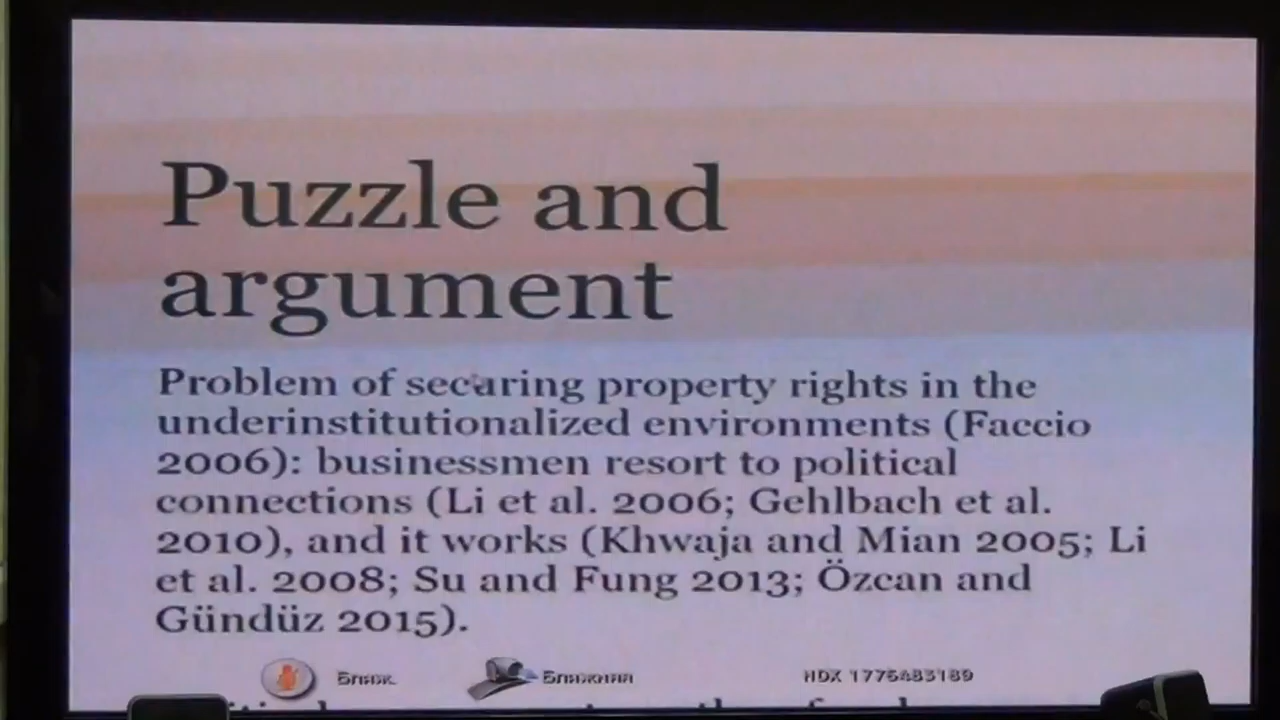 Puzzle and
argument
Problem of securing property rights in the
underinstitutionalized environments (Faccio
2006): businessmen resort to political
connections (Li et al. 2006; Gehlbach et al.
2010), and it works (Khwaja and Mian 2005; Li
et al. 2008; Su and Fung 2013; Özcan and
Gündüz 2015).
Ближ. Ближняя HDX 1776483189